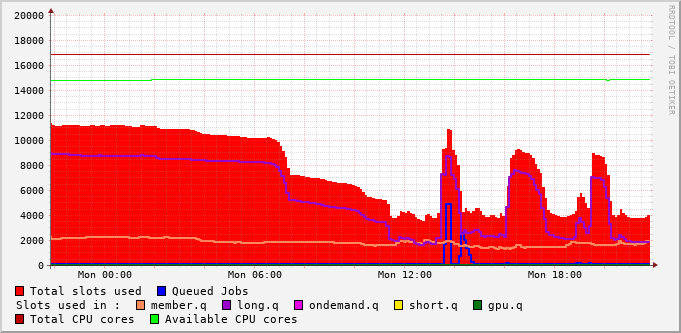 20000
18000
16000
14000
12000
10000
8000
6000
4000
2000
0
Mon 00:00 Mon 06:00 Mon 12:00 Mon 18:00
Total slots used Queued Jobs
Slots used in : member.q long.q ondemand.q short.q gpu.q
Total CPU cores Available CPU cores
RRDTOOL / TOBI OETIKER